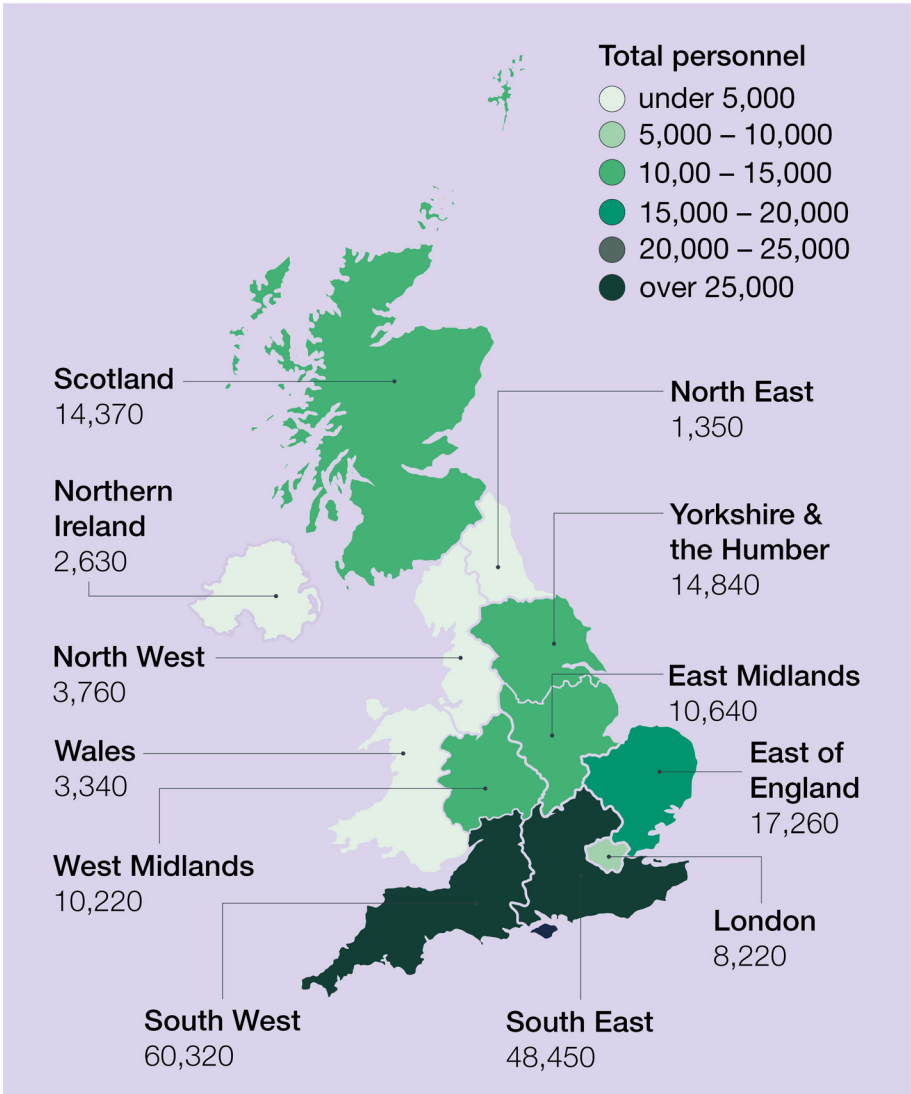 Total personnel
under 5,000
5,000 – 10,000
10,00 – 15,000
15,000 – 20,000
20,000 – 25,000
over 25,000
Scotland
14,370
North East
1,350
Northern
Ireland
2,630
Yorkshire &
the Humber
14,840
North West
3,760
East Midlands
10,640
Wales
3,340
East of
England
17,260
West Midlands
10,220
London
8,220
South West
60,320
South East
48,450